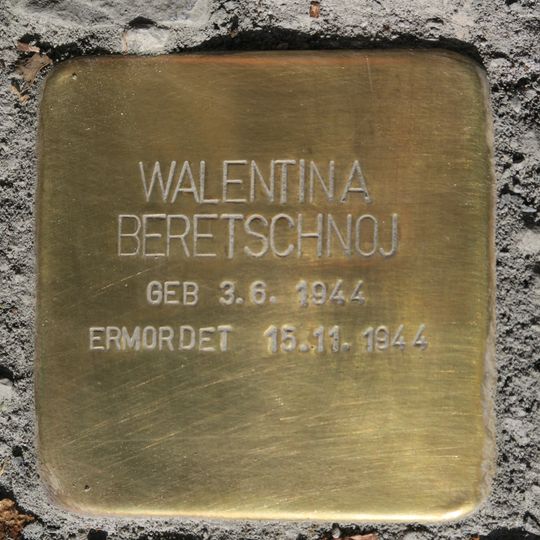 WALENTINA
BERETSCHNOJ
GEB 3.6. 1944
ERMORDET 15.11.1944